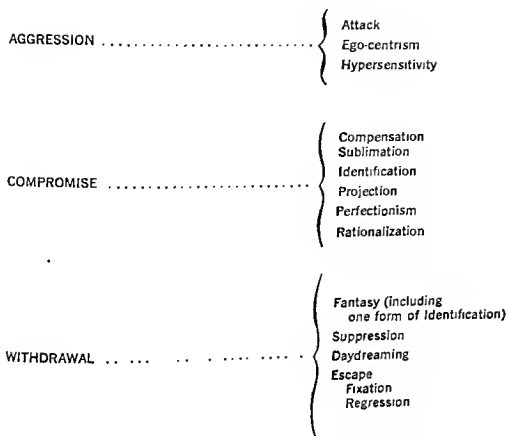 AGGRESSION
Attack
Ego-centrism
Hypersensitivity
COMPROMISE
Compensation
Sublimation
Identification
Projection
Perfectionism
Rationalization
WITHDRAWAL
Fantasy (including
one form of Identification)
Suppression
Daydreaming
Escape
Fixation
Regression